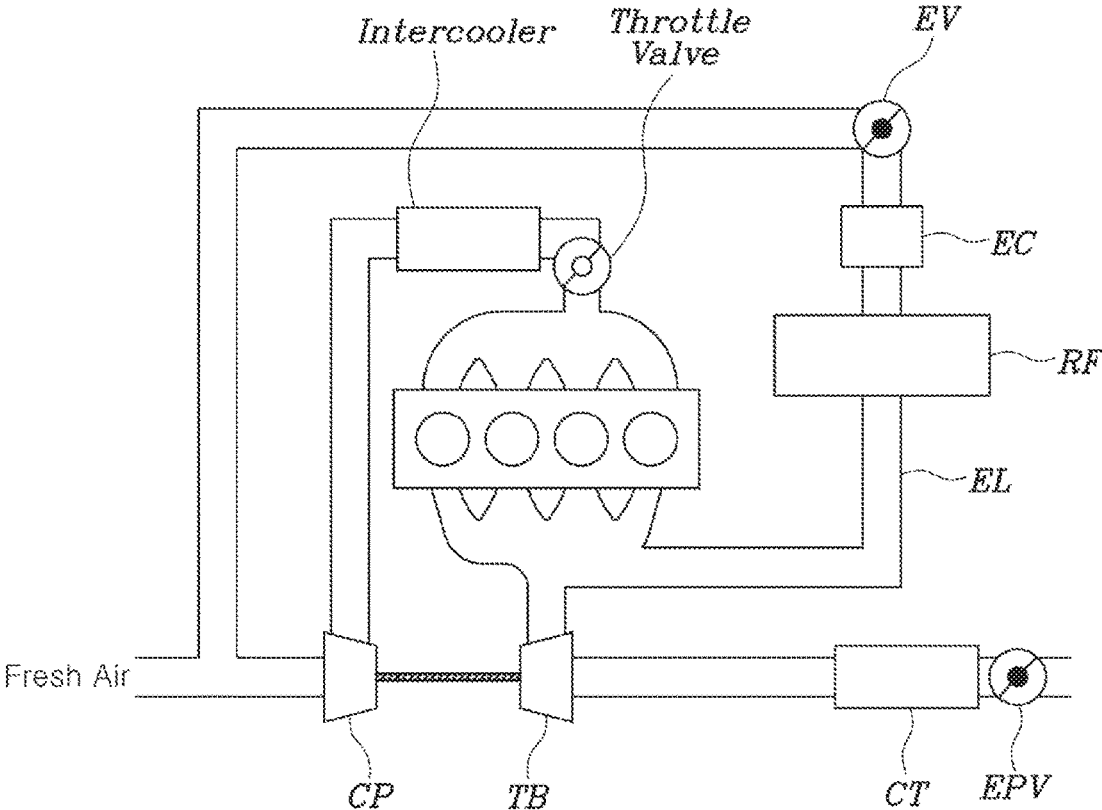 Intercooler
Throttle
Valve
EV
EC
RF
EL
Fresh Air
CP
TB
CT
EPV